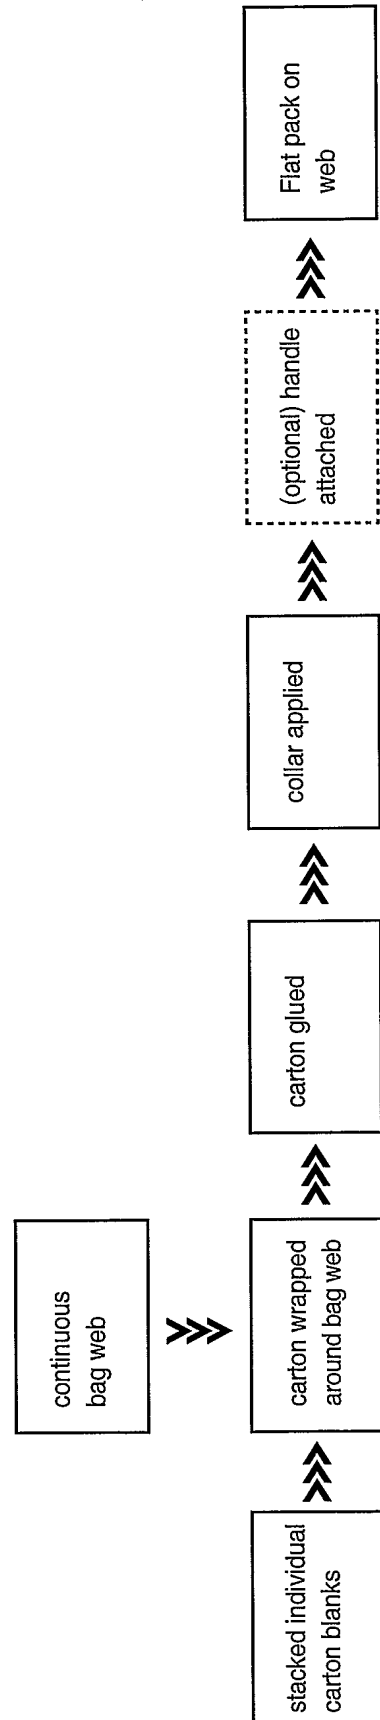 continuous
bag web
stacked individual
carton blanks
carton wrapped
around bag web
carton glued
collar applied
(optional) handle
attached
Flat pack on
web